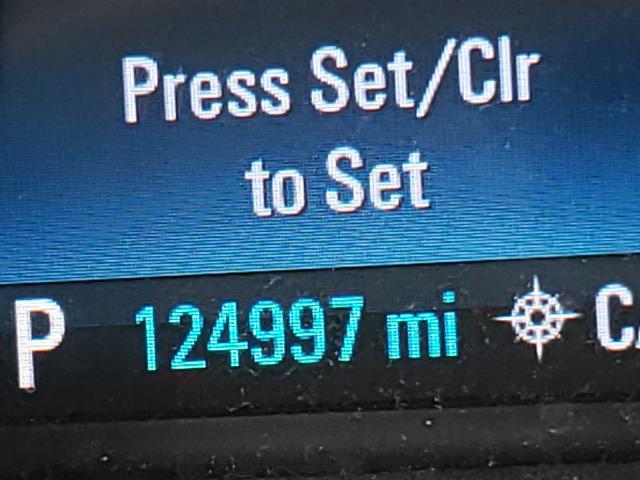 Press Set/Clr
to Set
P 124997 mi